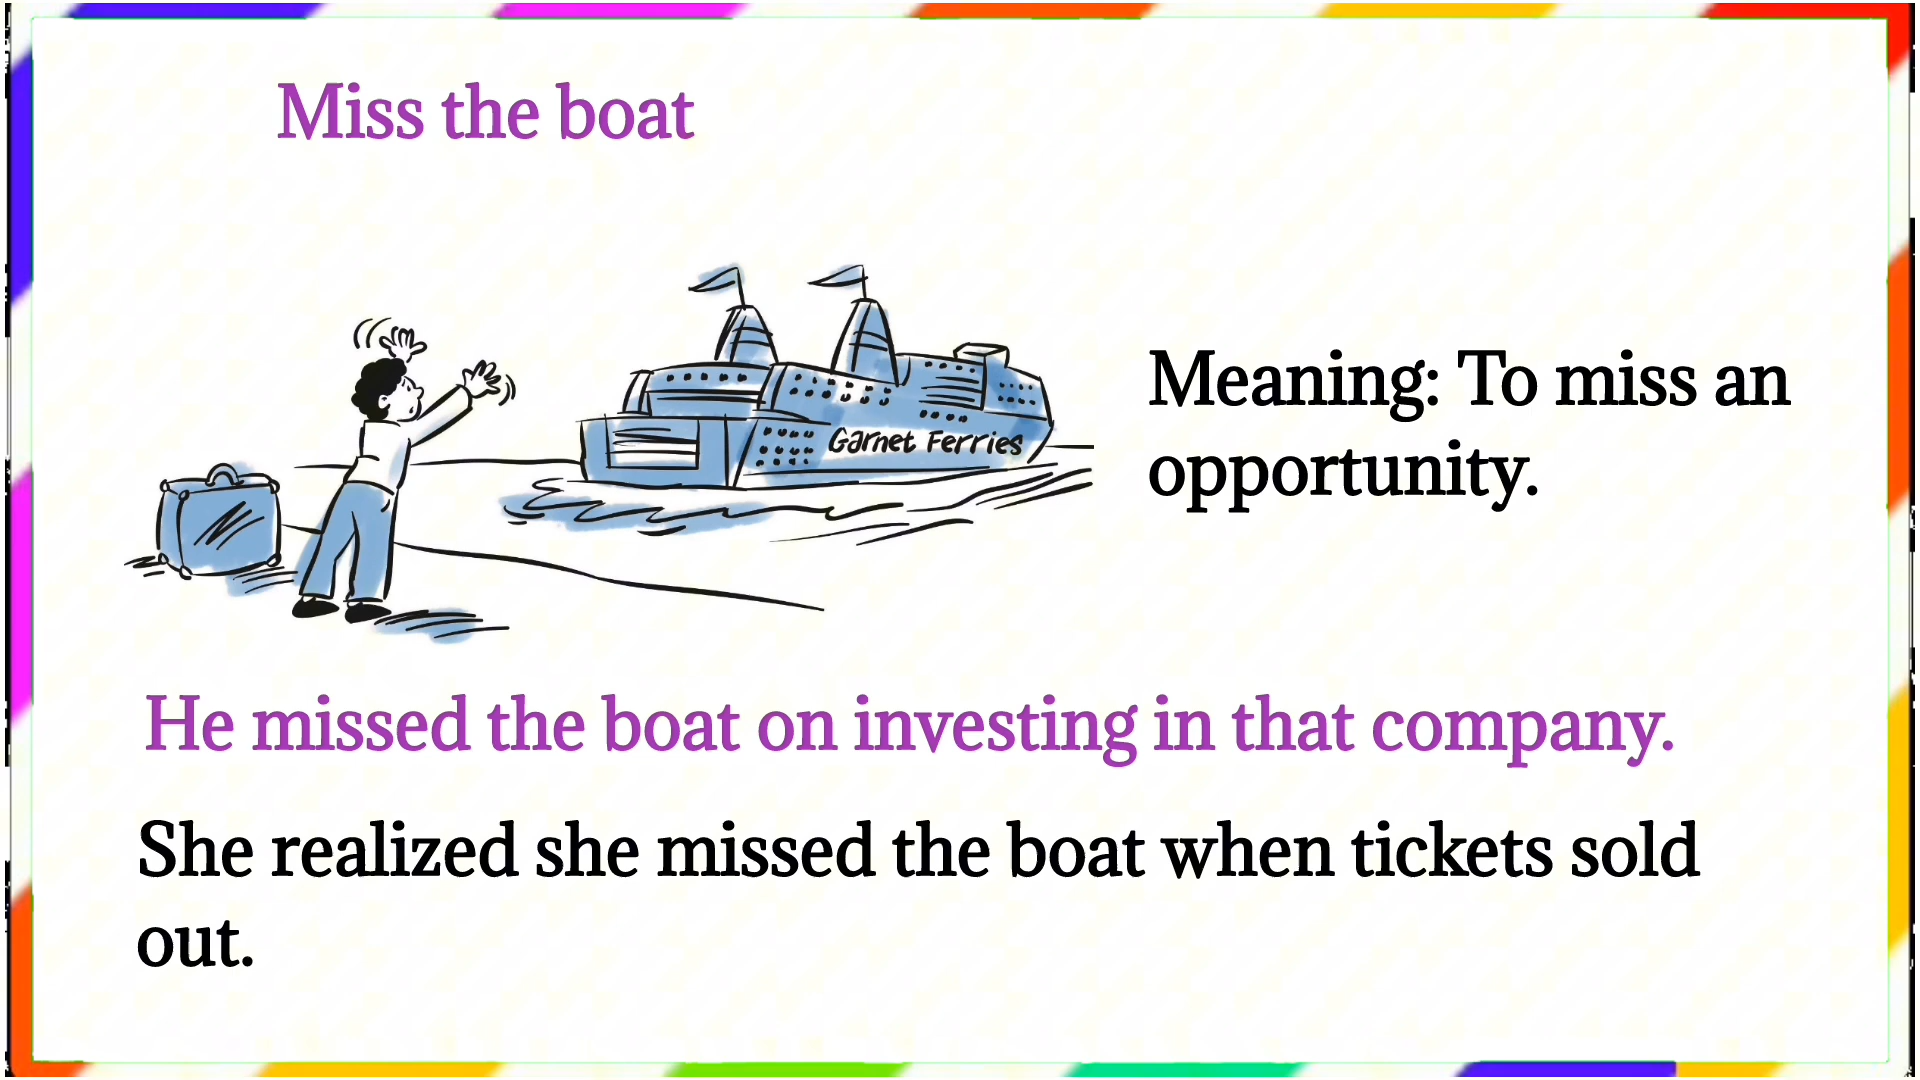 Miss the boat
Garnet Ferries
Meaning: To miss an
opportunity.
He missed the boat on investing in that company.
She realized she missed the boat when tickets sold
out.